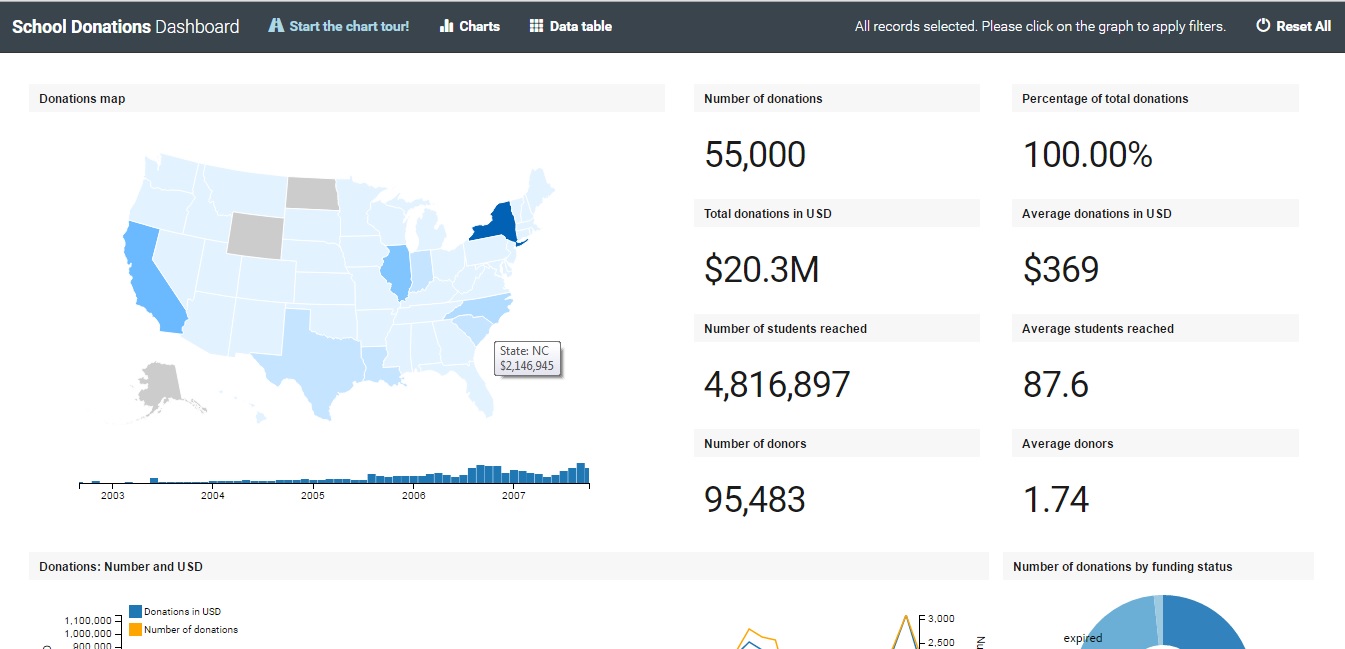 School Donations Dashboard
Start the chart tour!
Charts
Data table
All records selected. Please click on the graph to apply filters.
Reset All
Donations map
State: NC
$2,146,945
2003
2004
2005
2006
2007
Number of donations
55,000
Percentage of total donations
100.00%
Total donations in USD
$20.3M
Average donations in USD
$369
Number of students reached
4,816,897
Average students reached
87.6
Number of donors
95,483
Average donors
1.74
Donations: Number and USD
Donations in USD
Number of donations
1,100,000
1,000,000
900,000
3,000
2,500
Number of donations by funding status
expired